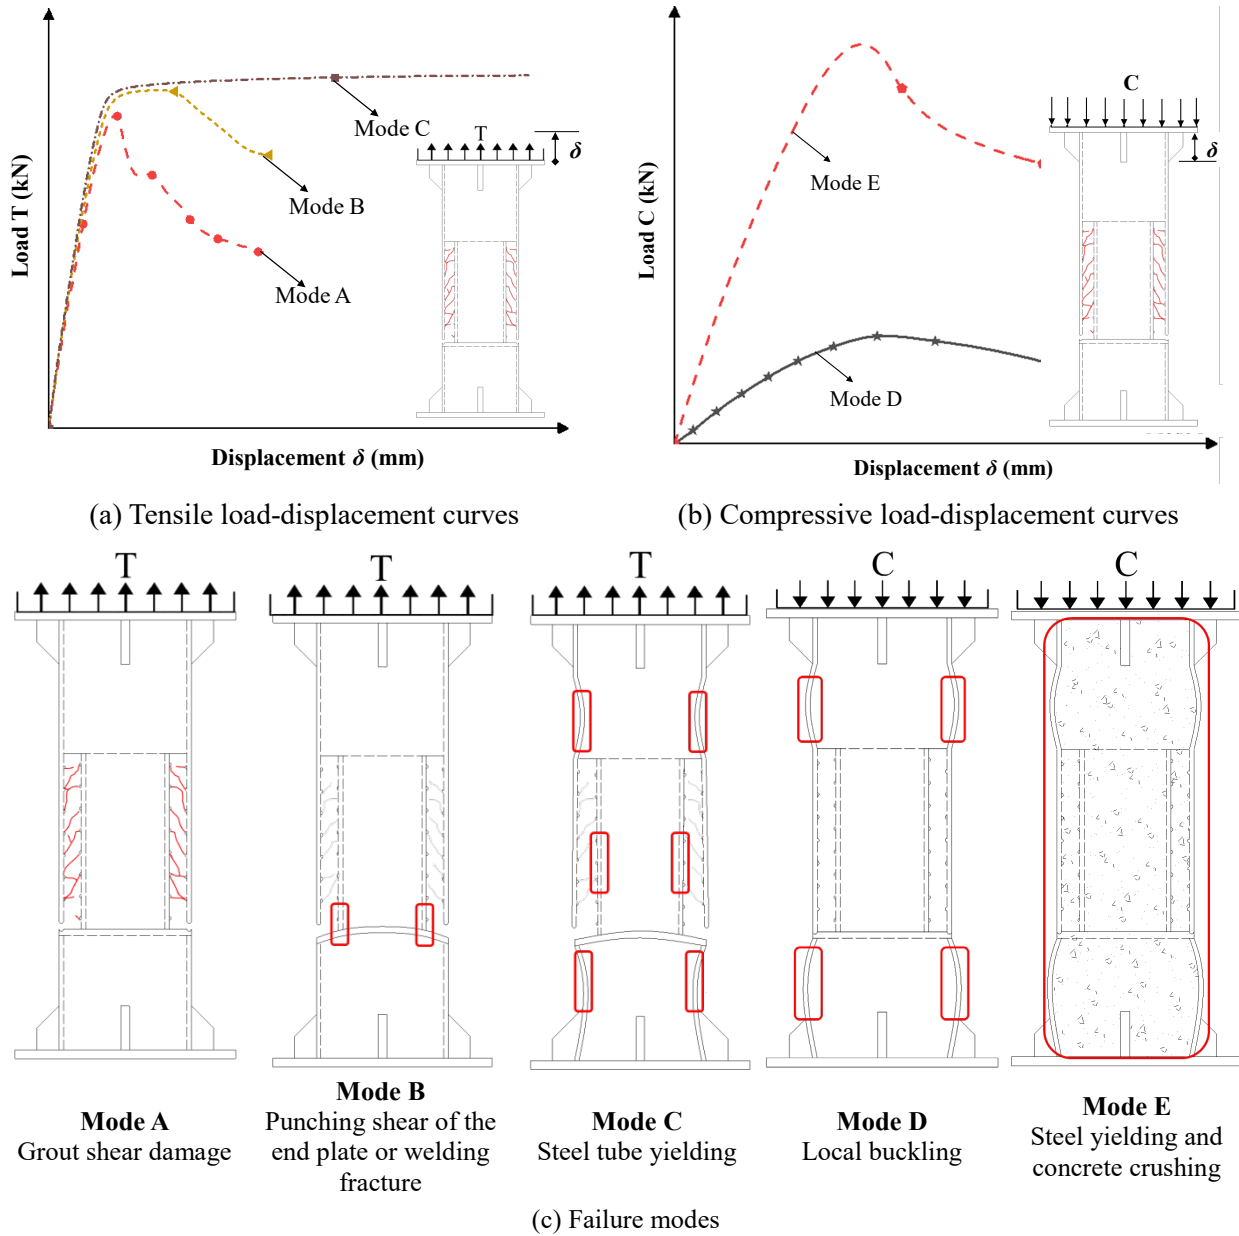 Load T (kN)
Mode C
Mode B
Mode A
T
δ
Displacement δ (mm)
(a) Tensile load-displacement curves
Load C (kN)
Mode E
Mode D
C
δ
Displacement δ (mm)
(b) Compressive load-displacement curves
T
T
T
C
C
Mode A
Grout shear damage
Mode B
Punching shear of the
end plate or welding
fracture
Mode C
Steel tube yielding
Mode D
Local buckling
Mode E
Steel yielding and
concrete crushing
(c) Failure modes